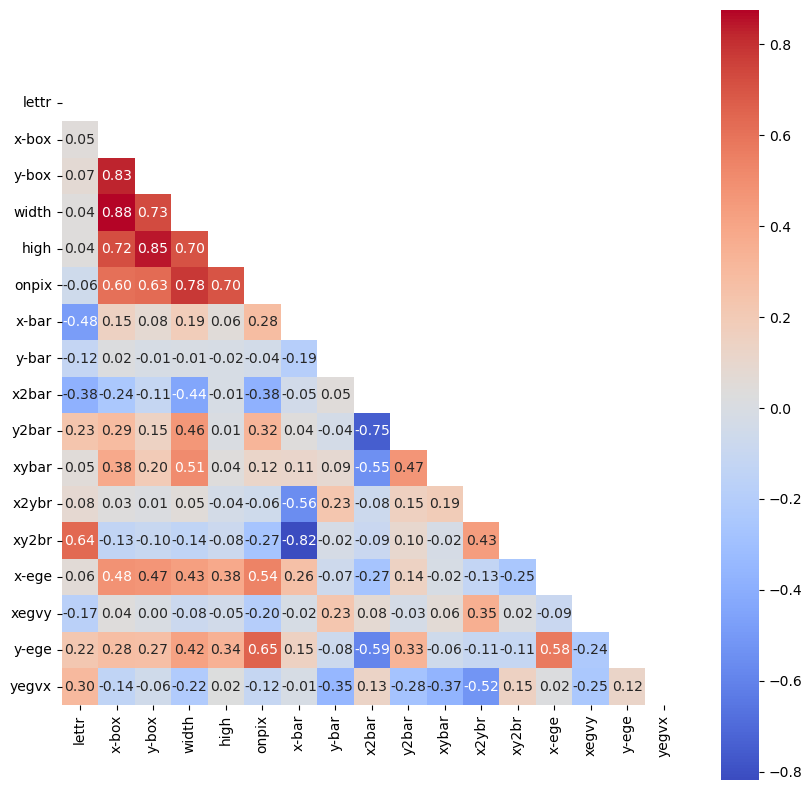 lettr
x-box 0.05
y-box 0.07 0.83
width 0.04 0.88 0.73
high 0.04 0.72 0.85 0.70
onpix -0.06 0.60 0.63 0.78 0.70
x-bar -0.48 0.15 0.08 0.19 0.06 0.28
y-bar -0.12 0.02 -0.01 -0.01 -0.02 -0.04 -0.19
x2bar -0.38 -0.24 -0.11 -0.44 -0.01 -0.38 -0.05 0.05
y2bar 0.23 0.29 0.15 0.46 0.01 0.32 0.04 -0.04 -0.75
xybar 0.05 0.38 0.20 0.51 0.04 0.12 0.11 0.09 -0.55 0.47
x2ybr 0.08 0.03 0.01 0.05 -0.04 -0.06 -0.56 0.23 -0.08 0.15 0.19
xy2br 0.64 -0.13 -0.10 -0.14 -0.08 -0.27 -0.82 -0.02 -0.09 0.10 -0.02 0.43
x-ege 0.06 0.48 0.47 0.43 0.38 0.54 0.26 -0.07 -0.27 0.14 -0.02 -0.13 -0.25
xegvy -0.17 0.04 0.00 -0.08 -0.05 -0.20 -0.02 0.23 0.08 -0.03 0.06 0.35 0.02 -0.09
y-ege 0.22 0.28 0.27 0.42 0.34 0.65 0.15 -0.08 -0.59 0.33 -0.06 -0.11 -0.11 0.58 -0.24
yegvx 0.30 -0.14 -0.06 -0.22 0.02 -0.12 -0.01 -0.35 0.13 -0.28 -0.37 -0.52 0.15 0.02 -0.25 0.12
lettr x-box y-box width high onpix x-bar y-bar x2bar y2bar xybar x2ybr xy2br x-ege xegvy y-ege yegvx
0.8
0.6
0.4
0.2
0.0
−0.2
−0.4
−0.6
−0.8